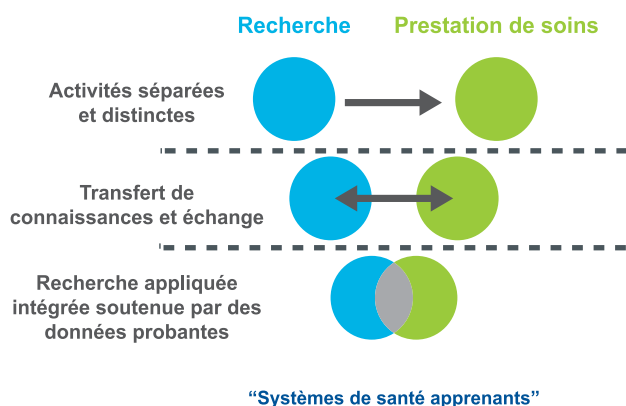 Recherche Prestation de soins
Activités séparées
et distinctes
Transfert de
connaissances et échange
Recherche appliquée
intégrée soutenue par des
données probantes
“Systèmes de santé apprenants”